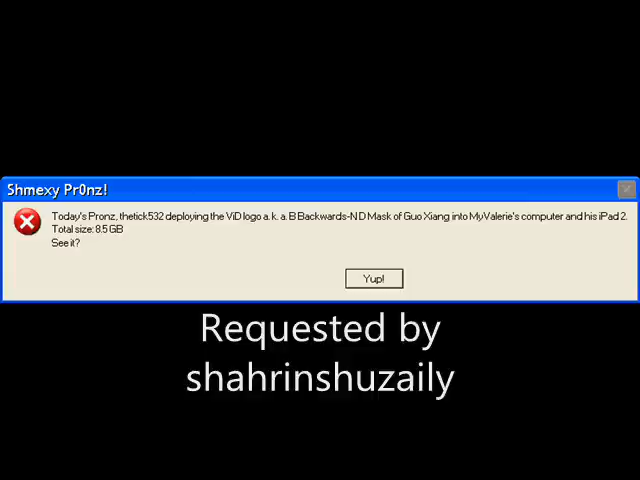 Shmexy Pr0nz!
Today's Pronz, thetick532 deploying the ViD logo a. k. a. B Backwards-N D Mask of Guo Xiang into MyValerie's computer and his iPad 2.
Total size: 8.5 GB
See it?
Yup!
Requested by
shahrinshuzaily